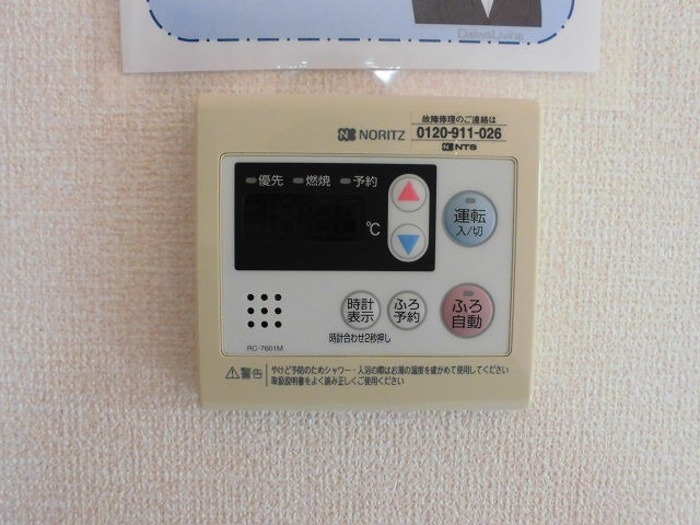 DaiwaLiving
故障修理のご連絡は
NORITZ
0120-911-026
NTS
優先 燃焼 予約
℃
運転
入/切
時計
表示
ふろ
予約
ふろ
自動
時計合わせ2秒押し
RC-7601M
警告
やけど予防のためシャワー・入浴の際はお湯の温度を確かめて使用してください
取扱説明書をよく読み正しくご使用ください